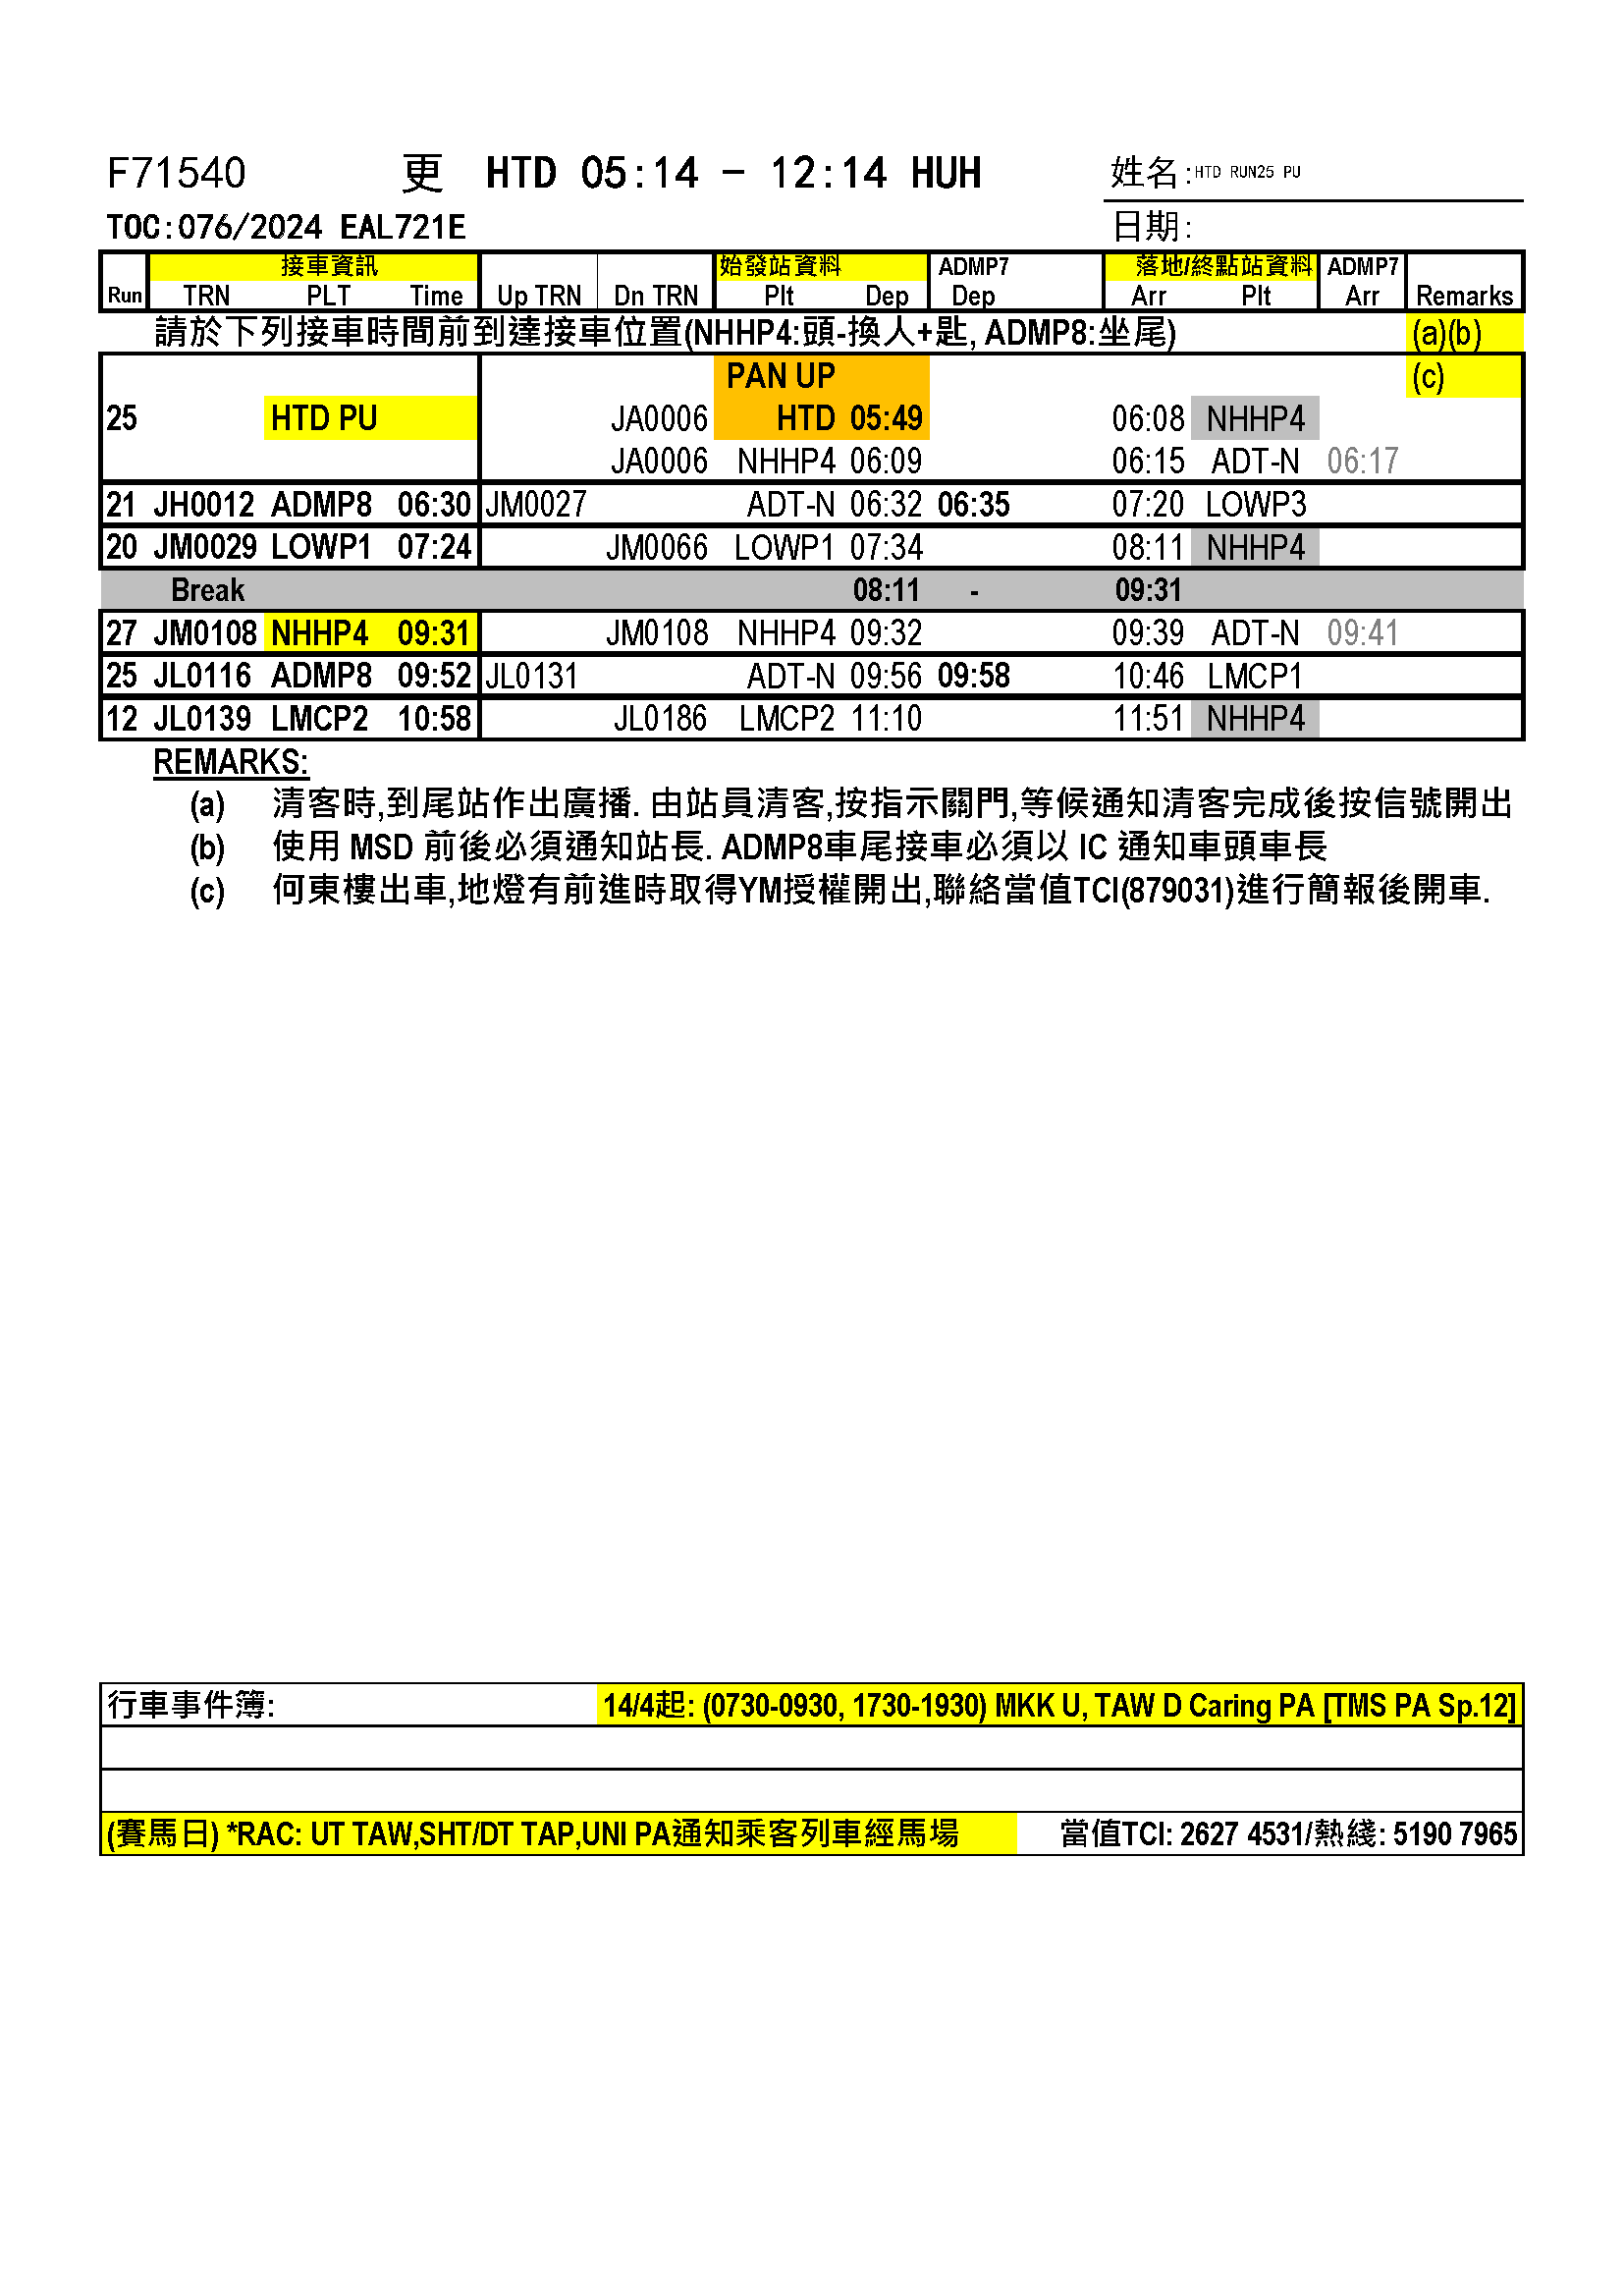 F71540 更 HTD 05:14 - 12:14 HUH 姓名:HTD RUN25 PU
TOC:076/2024 EAL721E 日期:
接車資訊 始發站資料 ADMP7 落地/終點站資料 ADMP7
Run TRN PLT Time Up TRN Dn TRN Plt Dep Dep Arr Plt Arr Remarks
請於下列接車時間前到達接車位置(NHHP4:頭-換人+匙, ADMP8:坐尾) (a)(b)
PAN UP (c)
25 HTD PU JA0006 HTD 05:49 06:08 NHHP4
JA0006 NHHP4 06:09 06:15 ADT-N 06:17
21 JH0012 ADMP8 06:30 JM0027 ADT-N 06:32 06:35 07:20 LOWP3
20 JM0029 LOWP1 07:24 JM0066 LOWP1 07:34 08:11 NHHP4
Break 08:11 - 09:31
27 JM0108 NHHP4 09:31 JM0108 NHHP4 09:32 09:39 ADT-N 09:41
25 JL0116 ADMP8 09:52 JL0131 ADT-N 09:56 09:58 10:46 LMCP1
12 JL0139 LMCP2 10:58 JL0186 LMCP2 11:10 11:51 NHHP4
REMARKS:
(a) 清客時,到尾站作出廣播. 由站員清客,按指示關門,等候通知清客完成後按信號開出
(b) 使用 MSD 前後必須通知站長. ADMP8車尾接車必須以 IC 通知車頭車長
(c) 何東樓出車,地燈有前進時取得YM授權開出,聯絡當值TCI(879031)進行簡報後開車.
行車事件簿: 14/4起: (0730-0930, 1730-1930) MKK U, TAW D Caring PA [TMS PA Sp.12]
(賽馬日) *RAC: UT TAW,SHT/DT TAP,UNI PA通知乘客列車經馬場 當值TCI: 2627 4531/熱綫: 5190 7965